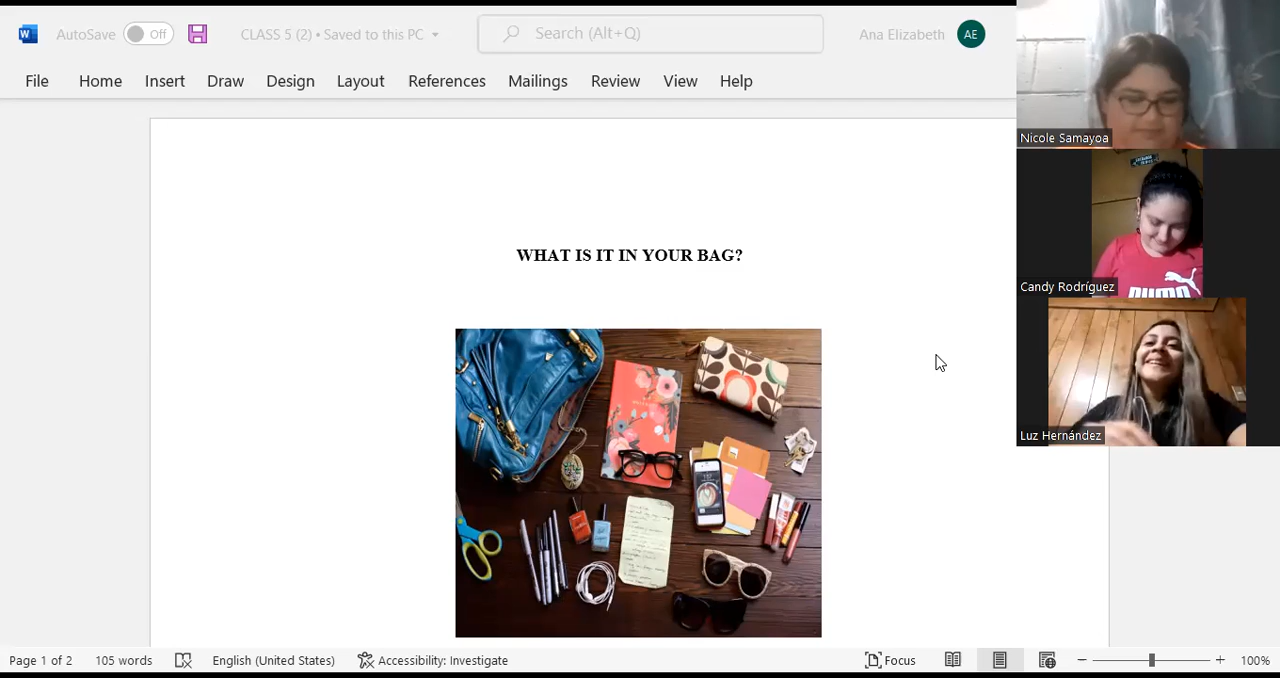 AutoSave Off CLASS 5 (2) • Saved to this PC Search (Alt+Q) Ana Elizabeth AE
File Home Insert Draw Design Layout References Mailings Review View Help
WHAT IS IT IN YOUR BAG?
Nicole Samayoa
Candy Rodríguez
PUMA
Luz Hernández
Page 1 of 2 105 words English (United States) Accessibility: Investigate Focus 100%